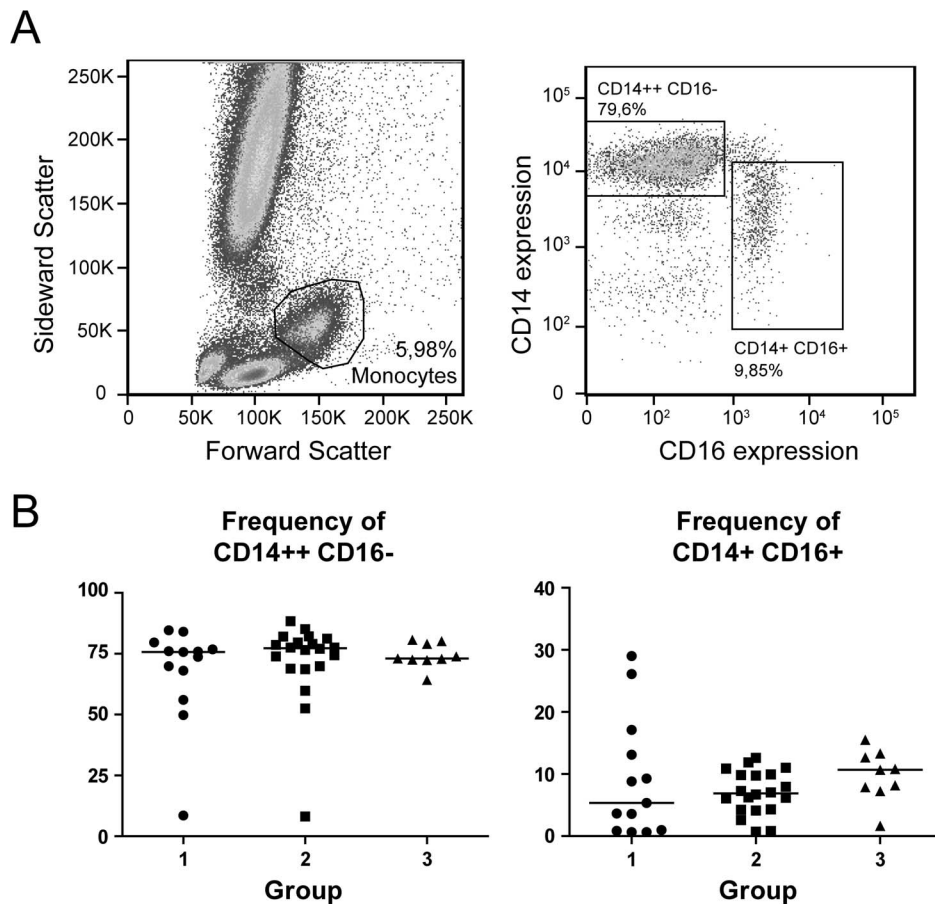 A
250K
200K
150K
100K
50K
0
Sideward Scatter
5,98%
Monocytes
0 50K 100K 150K 200K 250K
Forward Scatter
CD14++ CD16-
79,6%
10⁵
10⁴
10³
10²
0
CD14 expression
CD14+ CD16+
9,85%
0 10² 10³ 10⁴ 10⁵
CD16 expression
B
Frequency of
CD14++ CD16-
100
75
50
25
0
1 2 3
Group
Frequency of
CD14+ CD16+
40
30
20
10
0
1 2 3
Group